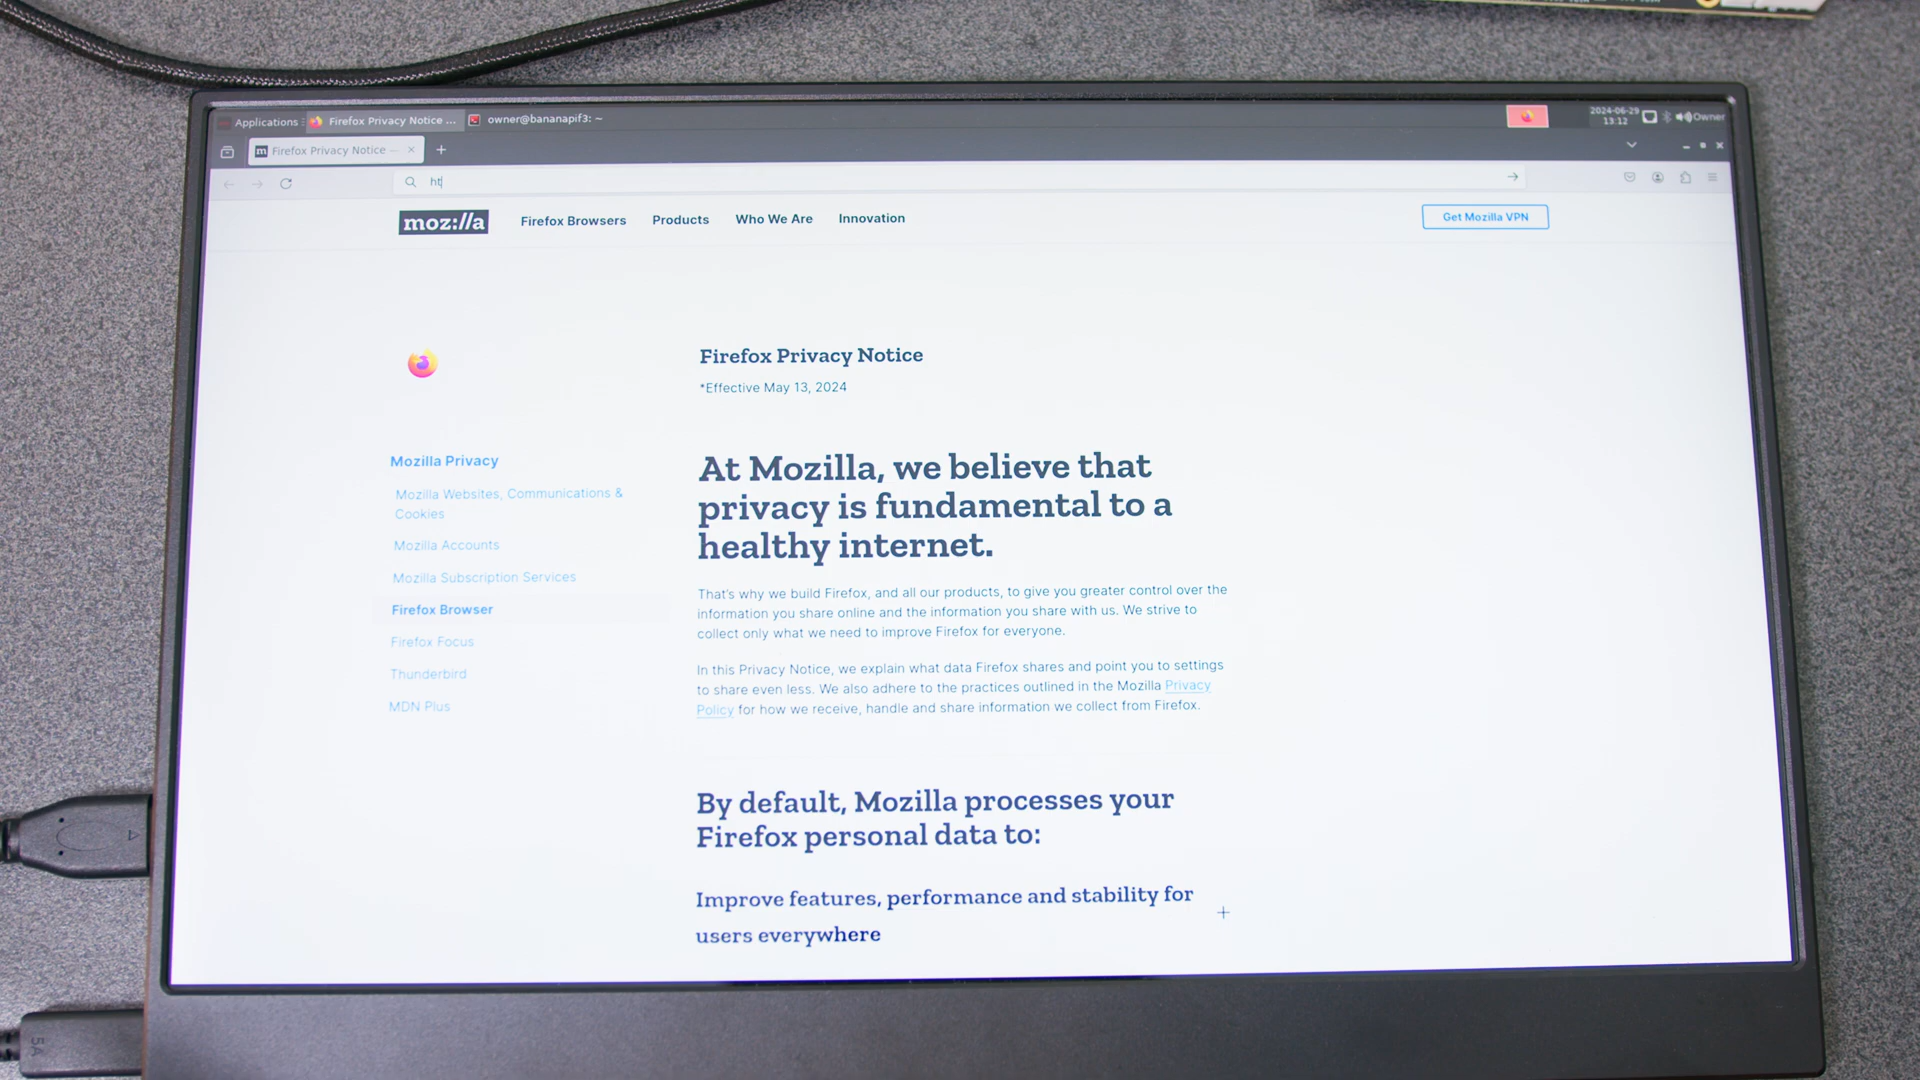 Applications
Firefox Privacy Notice ...
owner@bananapif3: ~
2024-06-29
13:12
Owner
Firefox Privacy Notice —
ht
moz://a
Firefox Browsers
Products
Who We Are
Innovation
Get Mozilla VPN
Firefox Privacy Notice
*Effective May 13, 2024
Mozilla Privacy
Mozilla Websites, Communications &
Cookies
Mozilla Accounts
Mozilla Subscription Services
Firefox Browser
Firefox Focus
Thunderbird
MDN Plus
At Mozilla, we believe that
privacy is fundamental to a
healthy internet.
That's why we build Firefox, and all our products, to give you greater control over the
information you share online and the information you share with us. We strive to
collect only what we need to improve Firefox for everyone.
In this Privacy Notice, we explain what data Firefox shares and point you to settings
to share even less. We also adhere to the practices outlined in the Mozilla Privacy
Policy for how we receive, handle and share information we collect from Firefox.
By default, Mozilla processes your
Firefox personal data to:
Improve features, performance and stability for
users everywhere
5A